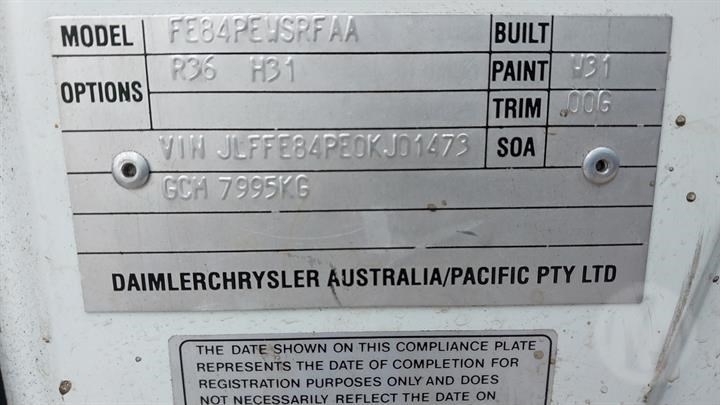 MODEL FE84PEWSRFAA BUILT
OPTIONS R36 H31 PAINT W31
TRIM 00G
VIN JLFFE84PE0KJ01473 SOA
GCM 7995KG
DAIMLERCHRYSLER AUSTRALIA/PACIFIC PTY LTD
THE DATE SHOWN ON THIS COMPLIANCE PLATE
REPRESENTS THE DATE OF COMPLETION FOR
REGISTRATION PURPOSES ONLY AND DOES
NOT NECESSARILY REFLECT THE DATE ON